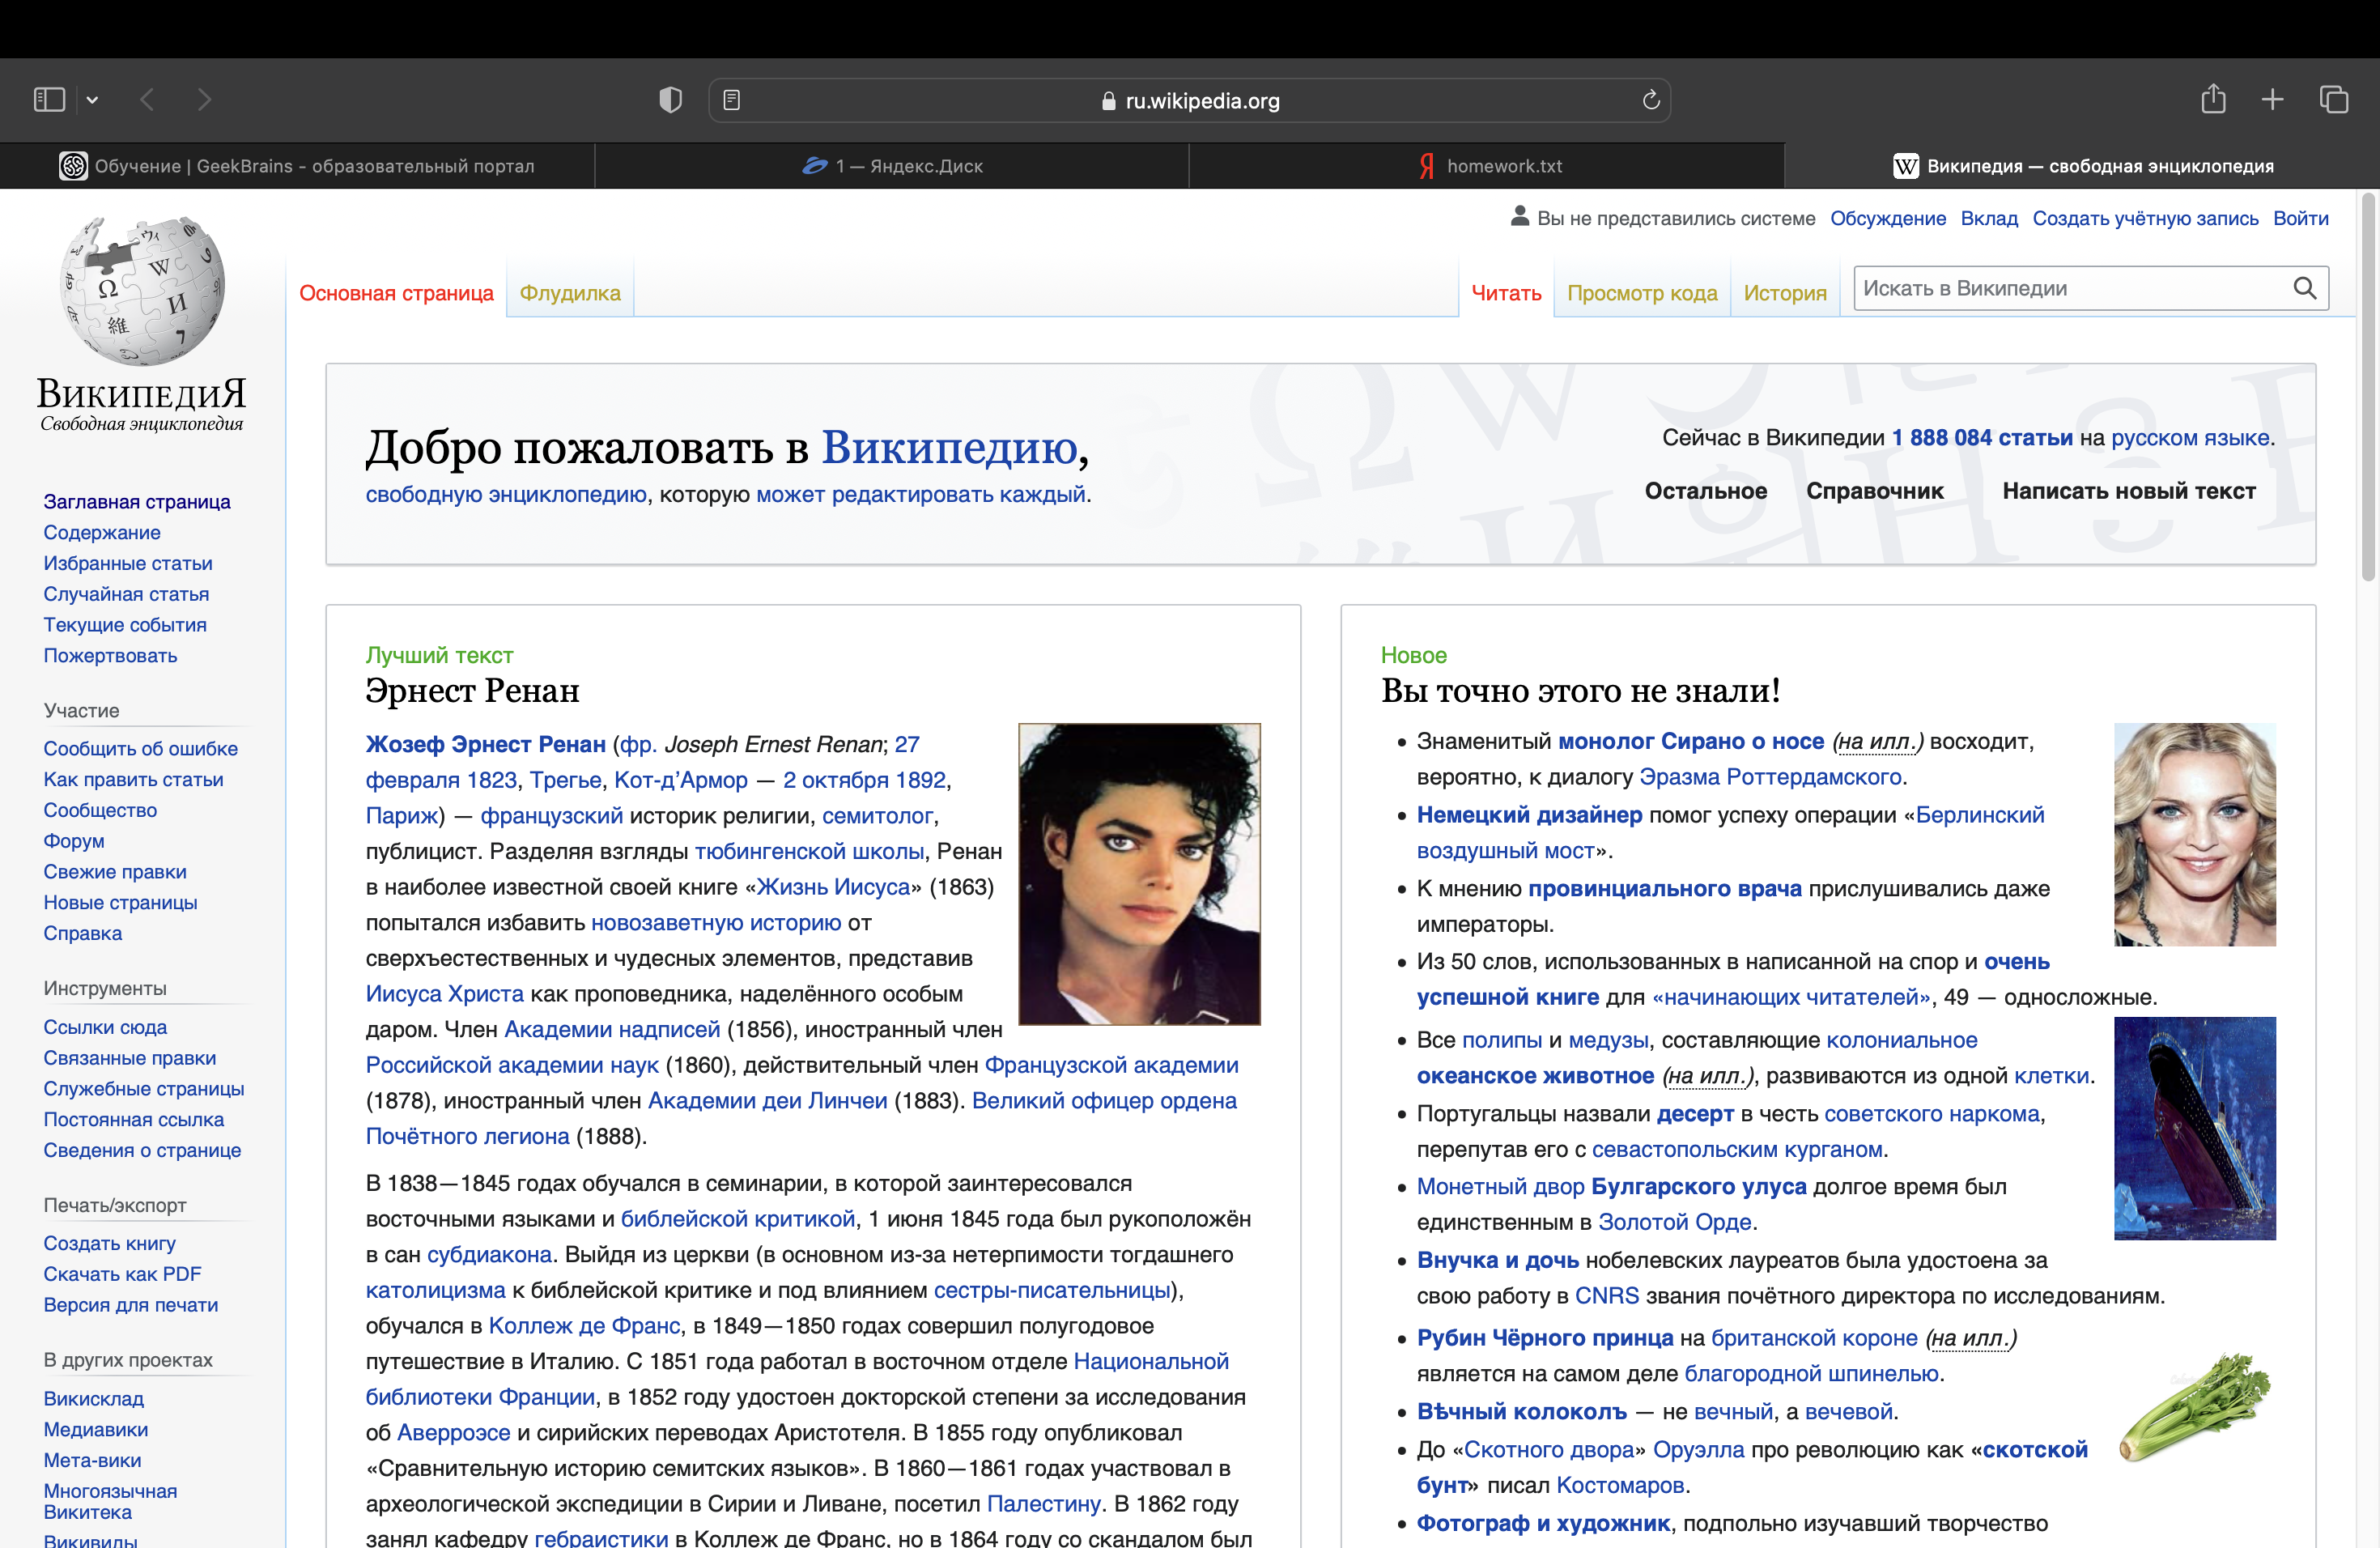 ru.wikipedia.org
Обучение | GeekBrains - образовательный портал
1 — Яндекс.Диск
homework.txt
Википедия — свободная энциклопедия
Вы не представились системе Обсуждение Вклад Создать учётную запись Войти
Основная страница Флудилка
Читать Просмотр кода История Искать в Википедии
ВикипедиЯ
Свободная энциклопедия
Заглавная страница
Содержание
Избранные статьи
Случайная статья
Текущие события
Пожертвовать
Участие
Сообщить об ошибке
Как править статьи
Сообщество
Форум
Свежие правки
Новые страницы
Справка
Инструменты
Ссылки сюда
Связанные правки
Служебные страницы
Постоянная ссылка
Сведения о странице
Печать/экспорт
Создать книгу
Скачать как PDF
Версия для печати
В других проектах
Викисклад
Медиавики
Мета-вики
Многоязычная
Викитека
Викивиды
Добро пожаловать в Википедию,
свободную энциклопедию, которую может редактировать каждый.
Сейчас в Википедии 1 888 084 статьи на русском языке.
Остальное Справочник Написать новый текст
Лучший текст
Эрнест Ренан
Жозеф Эрнест Ренан (фр. Joseph Ernest Renan; 27
февраля 1823, Трегье, Кот-д’Армор — 2 октября 1892,
Париж) — французский историк религии, семитолог,
публицист. Разделяя взгляды тюбингенской школы, Ренан
в наиболее известной своей книге «Жизнь Иисуса» (1863)
попытался избавить новозаветную историю от
сверхъестественных и чудесных элементов, представив
Иисуса Христа как проповедника, наделённого особым
даром. Член Академии надписей (1856), иностранный член
Российской академии наук (1860), действительный член Французской академии
(1878), иностранный член Академии деи Линчеи (1883). Великий офицер ордена
Почётного легиона (1888).
В 1838—1845 годах обучался в семинарии, в которой заинтересовался
восточными языками и библейской критикой, 1 июня 1845 года был рукоположён
в сан субдиакона. Выйдя из церкви (в основном из-за нетерпимости тогдашнего
католицизма к библейской критике и под влиянием сестры-писательницы),
обучался в Коллеж де Франс, в 1849—1850 годах совершил полугодовое
путешествие в Италию. С 1851 года работал в восточном отделе Национальной
библиотеки Франции, в 1852 году удостоен докторской степени за исследования
об Аверроэсе и сирийских переводах Аристотеля. В 1855 году опубликовал
«Сравнительную историю семитских языков». В 1860—1861 годах участвовал в
археологической экспедиции в Сирии и Ливане, посетил Палестину. В 1862 году
занял кафедру гебраистики в Коллеж де Франс, но в 1864 году со скандалом был
Новое
Вы точно этого не знали!
Знаменитый монолог Сирано о носе (на илл.) восходит,
вероятно, к диалогу Эразма Роттердамского.
Немецкий дизайнер помог успеху операции «Берлинский
воздушный мост».
К мнению провинциального врача прислушивались даже
императоры.
Из 50 слов, использованных в написанной на спор и очень
успешной книге для «начинающих читателей», 49 — односложные.
Все полипы и медузы, составляющие колониальное
океанское животное (на илл.), развиваются из одной клетки.
Португальцы назвали десерт в честь советского наркома,
перепутав его с севастопольским курганом.
Монетный двор Булгарского улуса долгое время был
единственным в Золотой Орде.
Внучка и дочь нобелевских лауреатов была удостоена за
свою работу в CNRS звания почётного директора по исследованиям.
Рубин Чёрного принца на британской короне (на илл.)
является на самом деле благородной шпинелью.
Вѣчный колоколъ — не вечный, а вечевой.
До «Скотного двора» Оруэлла про революцию как «скотской
бунт» писал Костомаров.
Фотограф и художник, подпольно изучавший творчество